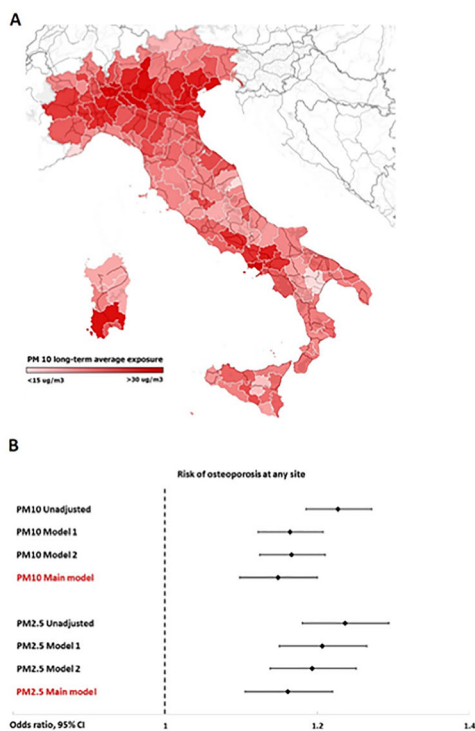 A
PM 10 long-term average exposure
<15 ug/m3 >30 ug/m3
B
Risk of osteoporosis at any site
PM10 Unadjusted
PM10 Model 1
PM10 Model 2
PM10 Main model
PM2.5 Unadjusted
PM2.5 Model 1
PM2.5 Model 2
PM2.5 Main model
Odds ratio, 95% CI 1 1.2 1.4